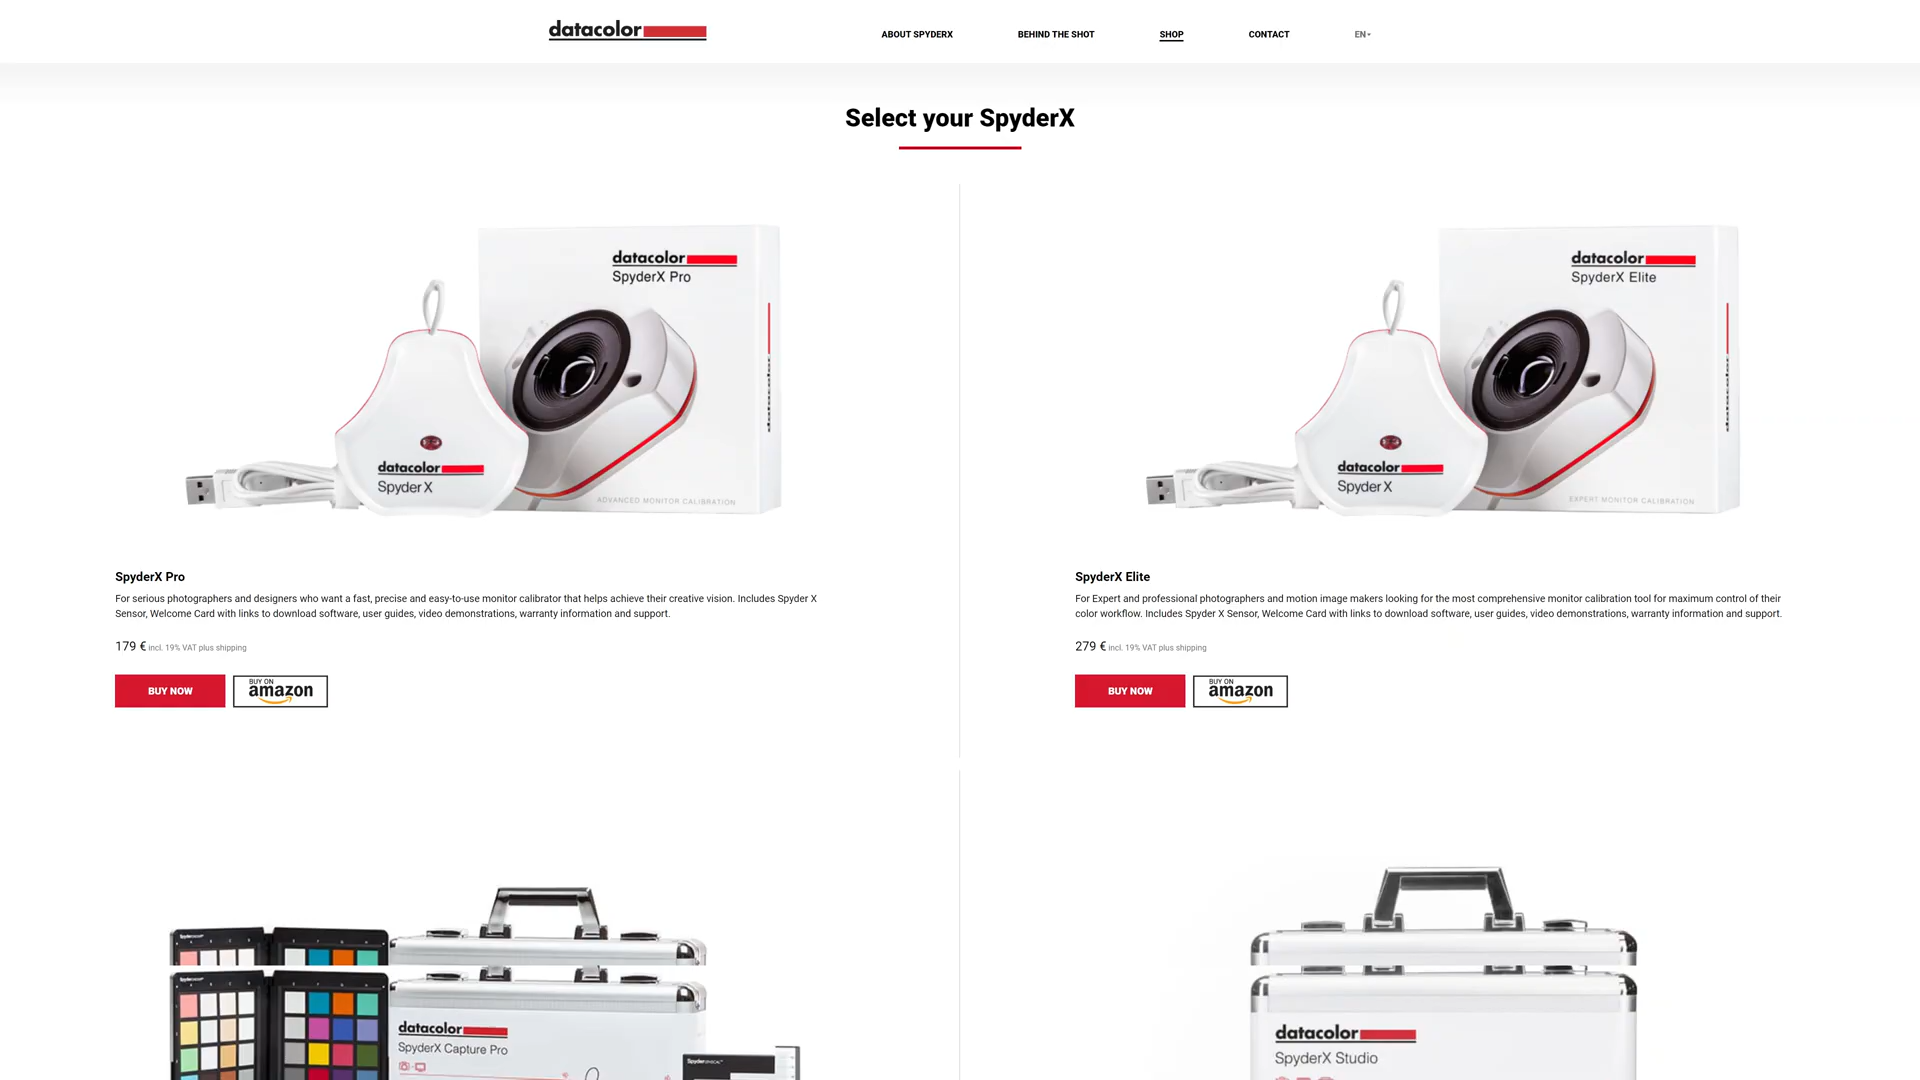 datacolor
ABOUT SPYDERX
BEHIND THE SHOT
SHOP
CONTACT
EN
Select your SpyderX
datacolor
SpyderX Pro
datacolor
datacolor
Spyder X
ADVANCED MONITOR CALIBRATION
datacolor
SpyderX Elite
datacolor
datacolor
Spyder X
EXPERT MONITOR CALIBRATION
SpyderX Pro
For serious photographers and designers who want a fast, precise and easy-to-use monitor calibrator that helps achieve their creative vision. Includes Spyder X
Sensor, Welcome Card with links to download software, user guides, video demonstrations, warranty information and support.
179 € incl. 19% VAT plus shipping
BUY NOW
BUY ON
amazon
SpyderX Elite
For Expert and professional photographers and motion image makers looking for the most comprehensive monitor calibration tool for maximum control of their
color workflow. Includes Spyder X Sensor, Welcome Card with links to download software, user guides, video demonstrations, warranty information and support.
279 € incl. 19% VAT plus shipping
BUY NOW
BUY ON
amazon
datacolor
SpyderX Capture Pro
datacolor
SpyderX Studio